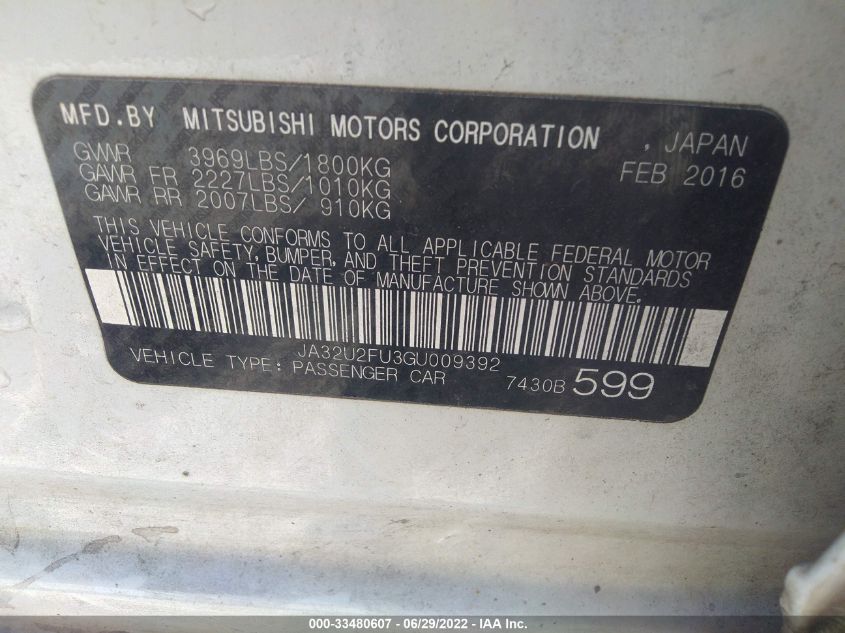 MFD.BY MITSUBISHI MOTORS CORPORATION , JAPAN
GVWR 3969LBS/1800KG FEB 2016
GAWR FR 2227LBS/1010KG
GAWR RR 2007LBS/ 910KG
THIS VEHICLE CONFORMS TO ALL APPLICABLE FEDERAL MOTOR
VEHICLE SAFETY, BUMPER, AND THEFT PREVENTION STANDARDS
IN EFFECT ON THE DATE OF MANUFACTURE SHOWN ABOVE.
JA32U2FU3GU009392
VEHICLE TYPE: PASSENGER CAR 7430B 599
000-33480607 - 06/29/2022 - IAA Inc.